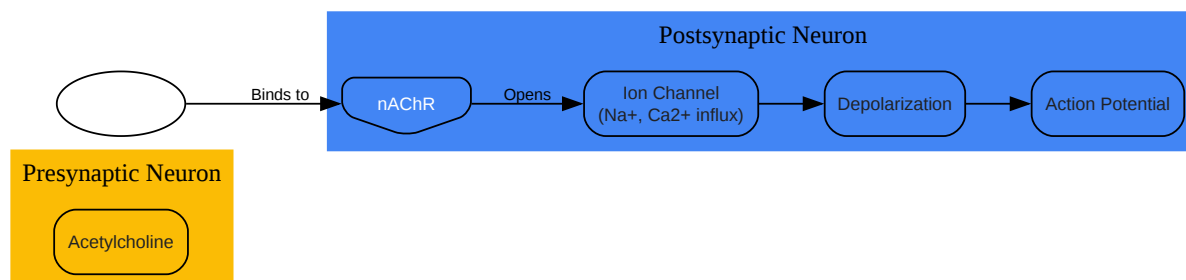 Postsynaptic Neuron
Binds to
nAChR
Opens
Ion Channel
(Na+, Ca2+ influx)
Depolarization
Action Potential
Presynaptic Neuron
Acetylcholine